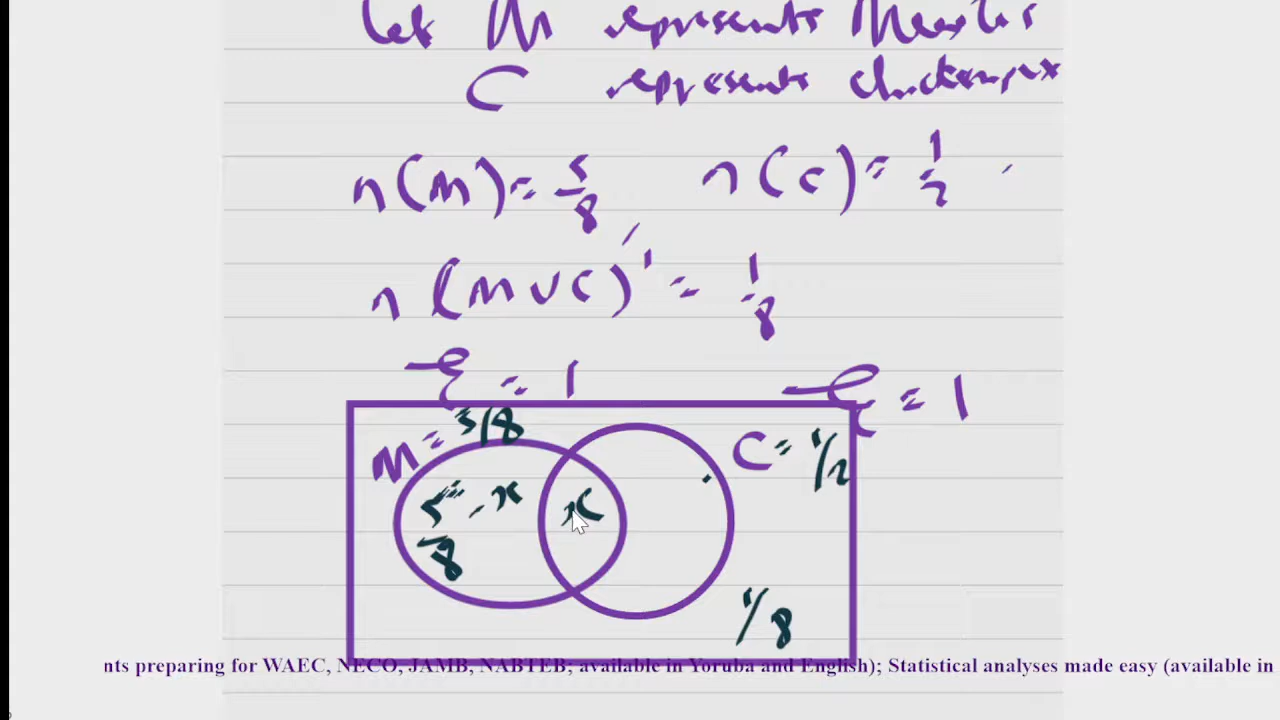 let M represents Measles
C represents chickenpox
n(M) = 5/8 n(C) = 1/2
n(M ∪ C)' = 1/8
ξ = 1 ξ = 1
M = 5/8 C = 1/2
5/8 - x x
1/8
nts preparing for WAEC, NECO, JAMB, NABTEB; available in Yoruba and English); Statistical analyses made easy (available in